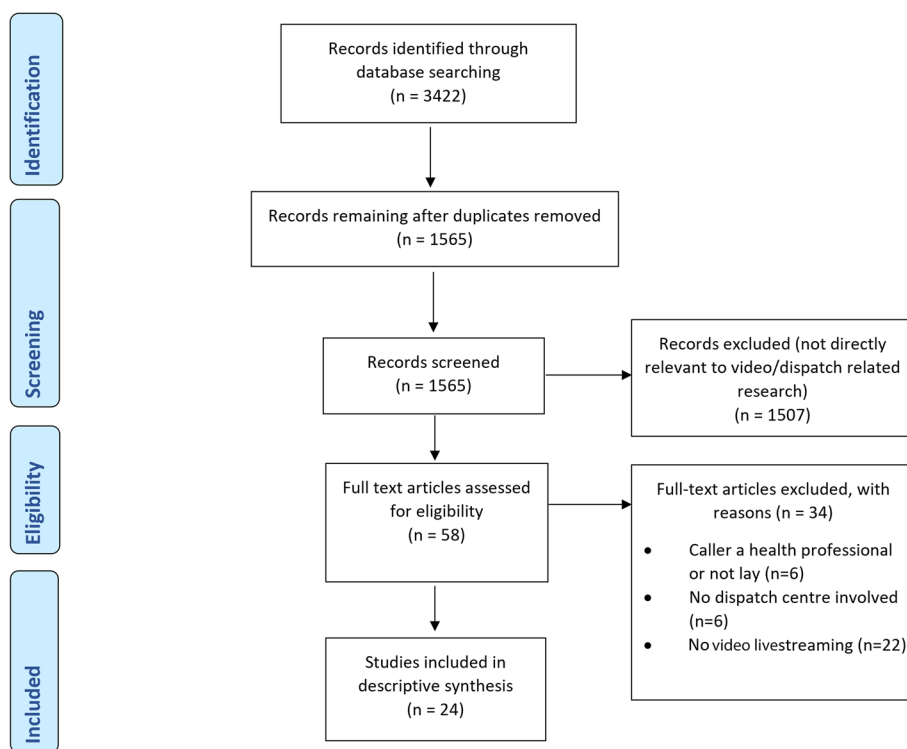 Identification
Records identified through
database searching
(n = 3422)
Records remaining after duplicates removed
(n = 1565)
Screening
Records screened
(n = 1565)
Records excluded (not directly
relevant to video/dispatch related
research)
(n = 1507)
Eligibility
Full text articles assessed
for eligibility
(n = 58)
Full-text articles excluded, with
reasons (n = 34)
• Caller a health professional
or not lay (n=6)
• No dispatch centre involved
(n=6)
• No video livestreaming (n=22)
Included
Studies included in
descriptive synthesis
(n = 24)